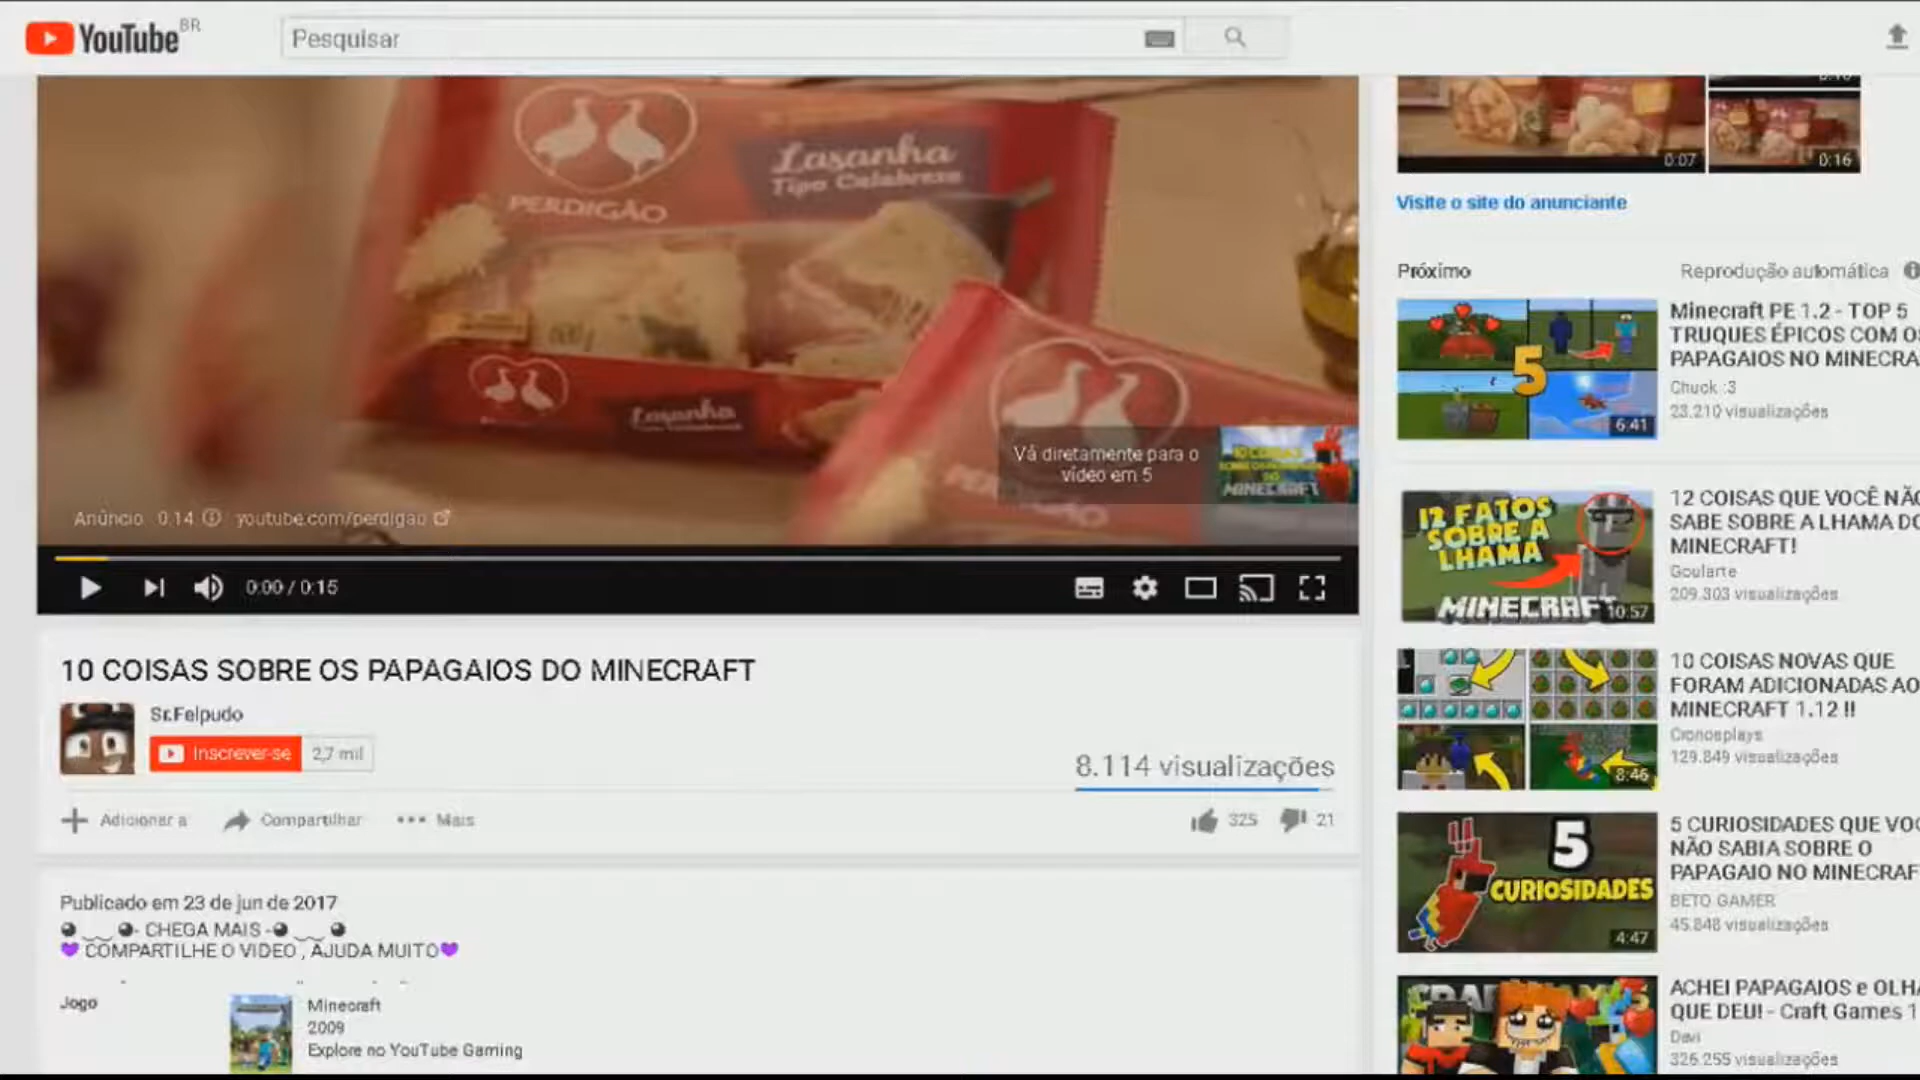 YouTube BR
Pesquisar
PERDIGÃO
Lasanha
Tipo Calabresa
600g
Lasanha
PERDIGÃO
Vá diretamente para o
vídeo em 5
10 COISAS
MINECRAFT
Anúncio · 0:14 youtube.com/perdigao
0:00 / 0:15
10 COISAS SOBRE OS PAPAGAIOS DO MINECRAFT
Sr.Felpudo
Inscrever-se 2,7 mil
8.114 visualizações
Adicionar a Compartilhar Mais
325 21
Publicado em 23 de jun de 2017
- CHEGA MAIS -
COMPARTILHE O VIDEO , AJUDA MUITO
Jogo
Minecraft
2009
Explore no YouTube Gaming
0:07
0:16
Visite o site do anunciante
Próximo Reprodução automática
5
6:41
Minecraft PE 1.2 - TOP 5
TRUQUES ÉPICOS COM OS
PAPAGAIOS NO MINECRA
Chuck :3
23.210 visualizações
12 FATOS
SOBRE A
LHAMA
MINECRAFT
10:57
12 COISAS QUE VOCÊ NÃO
SABE SOBRE A LHAMA DO
MINECRAFT!
Goularte
209.303 visualizações
8:46
10 COISAS NOVAS QUE
FORAM ADICIONADAS AO
MINECRAFT 1.12 !!
Cronosplays
129.849 visualizações
5
CURIOSIDADES
4:47
5 CURIOSIDADES QUE VOC
NÃO SABIA SOBRE O
PAPAGAIO NO MINECRAF
BETO GAMER
45.848 visualizações
ACHEI PAPAGAIOS e OLHA
QUE DEU! - Craft Games 1
Davi
326.255 visualizações